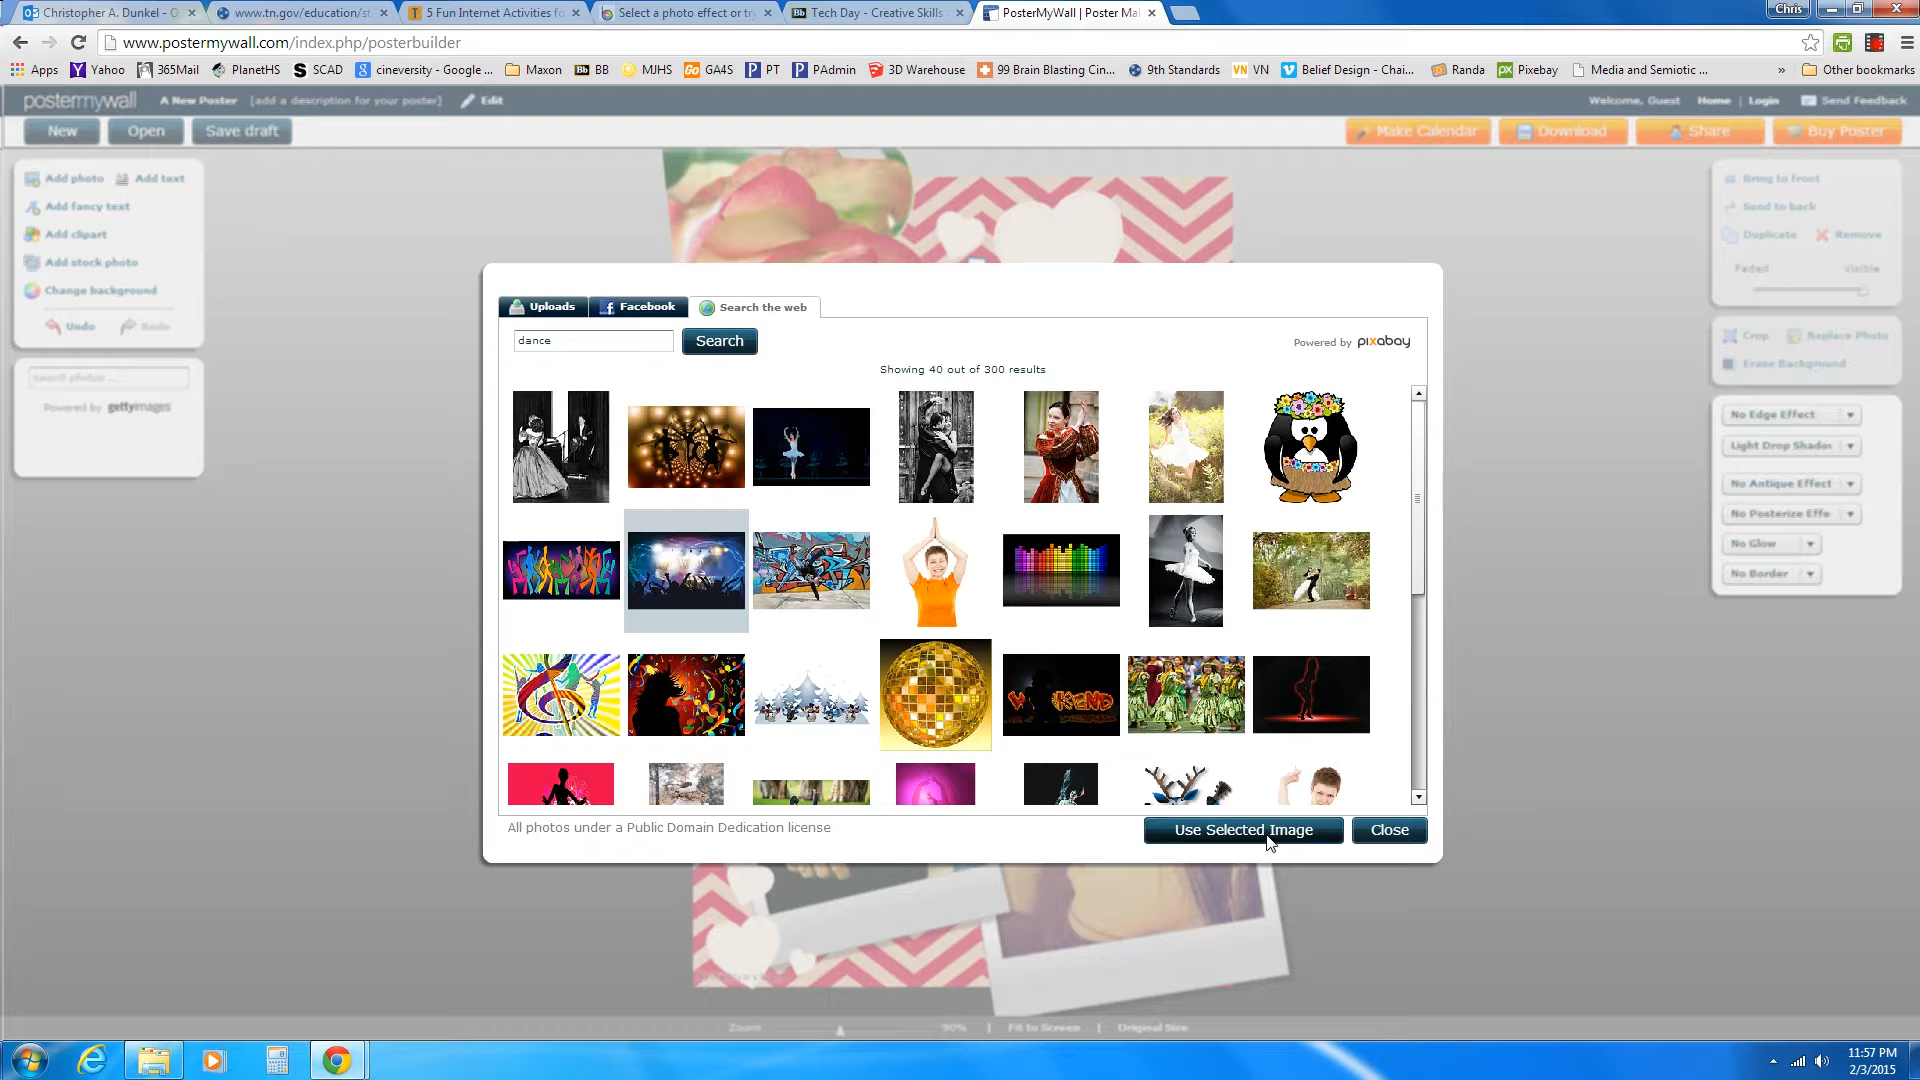 Christopher A. Dunkel - O
www.tn.gov/education/st
5 Fun Internet Activities fo
Select a photo effect or try
Tech Day - Creative Skills
PosterMyWall | Poster Ma
Chris
www.postermywall.com/index.php/posterbuilder
Apps
Yahoo
365Mail
PlanetHS
SCAD
cineversity - Google ...
Maxon
BB
MJHS
GA4S
PT
PAdmin
3D Warehouse
99 Brain Blasting Cin...
9th Standards
VN
Belief Design - Chai...
Randa
Pixebay
Media and Semiotic ...
»
Other bookmarks
postermywall
A New Poster
[add a description for your poster]
Edit
Welcome, Guest
Home | Login
Send Feedback
New
Open
Save draft
Make Calendar
Download
Share
Buy Poster
Add photo
Add text
Add fancy text
Add clipart
Add stock photo
Change background
Undo
Redo
search photos ...
Powered by gettyimages
Uploads
Facebook
Search the web
dance
Search
Powered by pixabay
Showing 40 out of 300 results
All photos under a Public Domain Dedication license
Use Selected Image
Close
Bring to front
Send to back
Duplicate
Remove
Faded
Visible
Crop
Replace Photo
Erase Background
No Edge Effect
Light Drop Shadow
No Antique Effect
No Posterize Effe
No Glow
No Border
Zoom
90% | Fit to Screen | Original Size
11:57 PM
2/3/2015